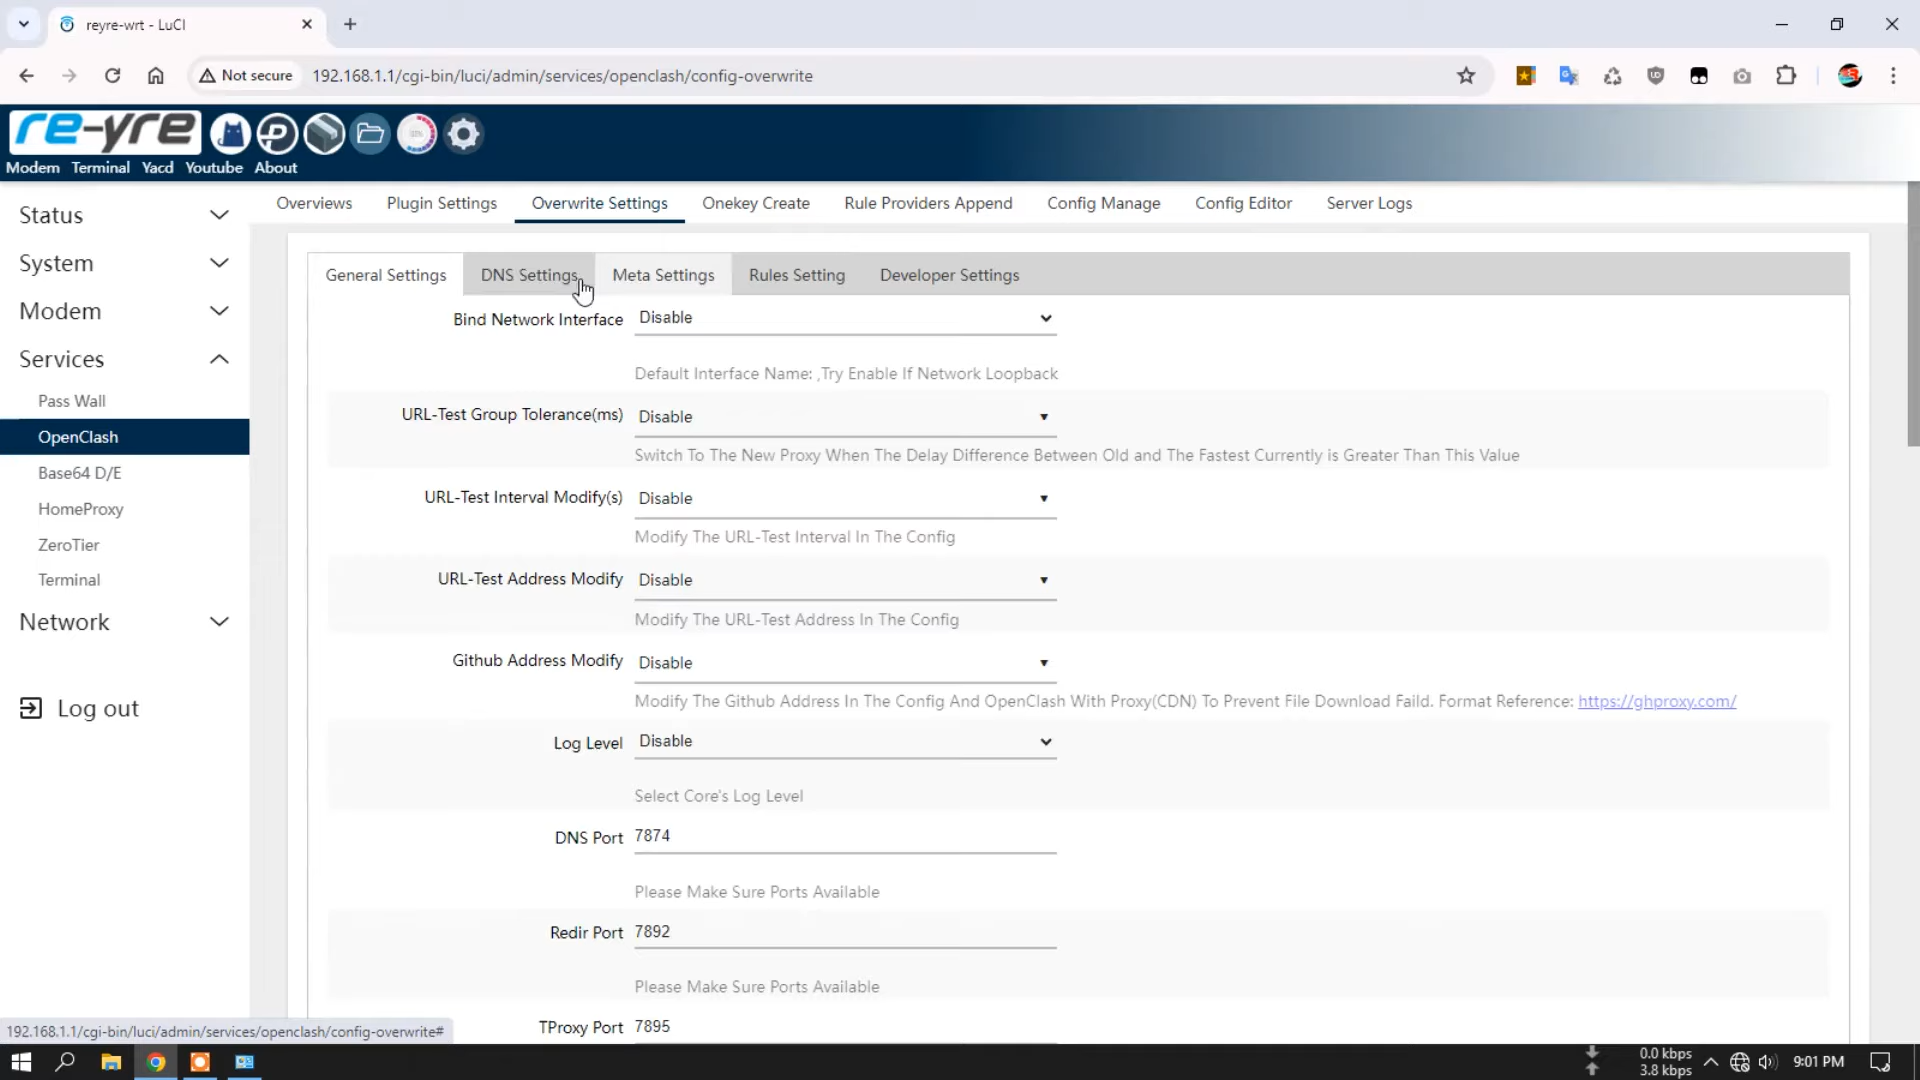 reyre-wrt - LuCI
Not secure
192.168.1.1/cgi-bin/luci/admin/services/openclash/config-overwrite
re-yre
Modem Terminal Yacd Youtube About
Status
System
Modem
Services
Pass Wall
OpenClash
Base64 D/E
HomeProxy
ZeroTier
Terminal
Network
Log out
Overviews Plugin Settings Overwrite Settings Onekey Create Rule Providers Append Config Manage Config Editor Server Logs
General Settings DNS Settings Meta Settings Rules Setting Developer Settings
Bind Network Interface Disable
Default Interface Name: ,Try Enable If Network Loopback
URL-Test Group Tolerance(ms) Disable
Switch To The New Proxy When The Delay Difference Between Old and The Fastest Currently is Greater Than This Value
URL-Test Interval Modify(s) Disable
Modify The URL-Test Interval In The Config
URL-Test Address Modify Disable
Modify The URL-Test Address In The Config
Github Address Modify Disable
Modify The Github Address In The Config And OpenClash With Proxy(CDN) To Prevent File Download Faild. Format Reference: https://ghproxy.com/
Log Level Disable
Select Core's Log Level
DNS Port 7874
Please Make Sure Ports Available
Redir Port 7892
Please Make Sure Ports Available
TProxy Port 7895
192.168.1.1/cgi-bin/luci/admin/services/openclash/config-overwrite#
0.0 kbps
3.8 kbps
9:01 PM